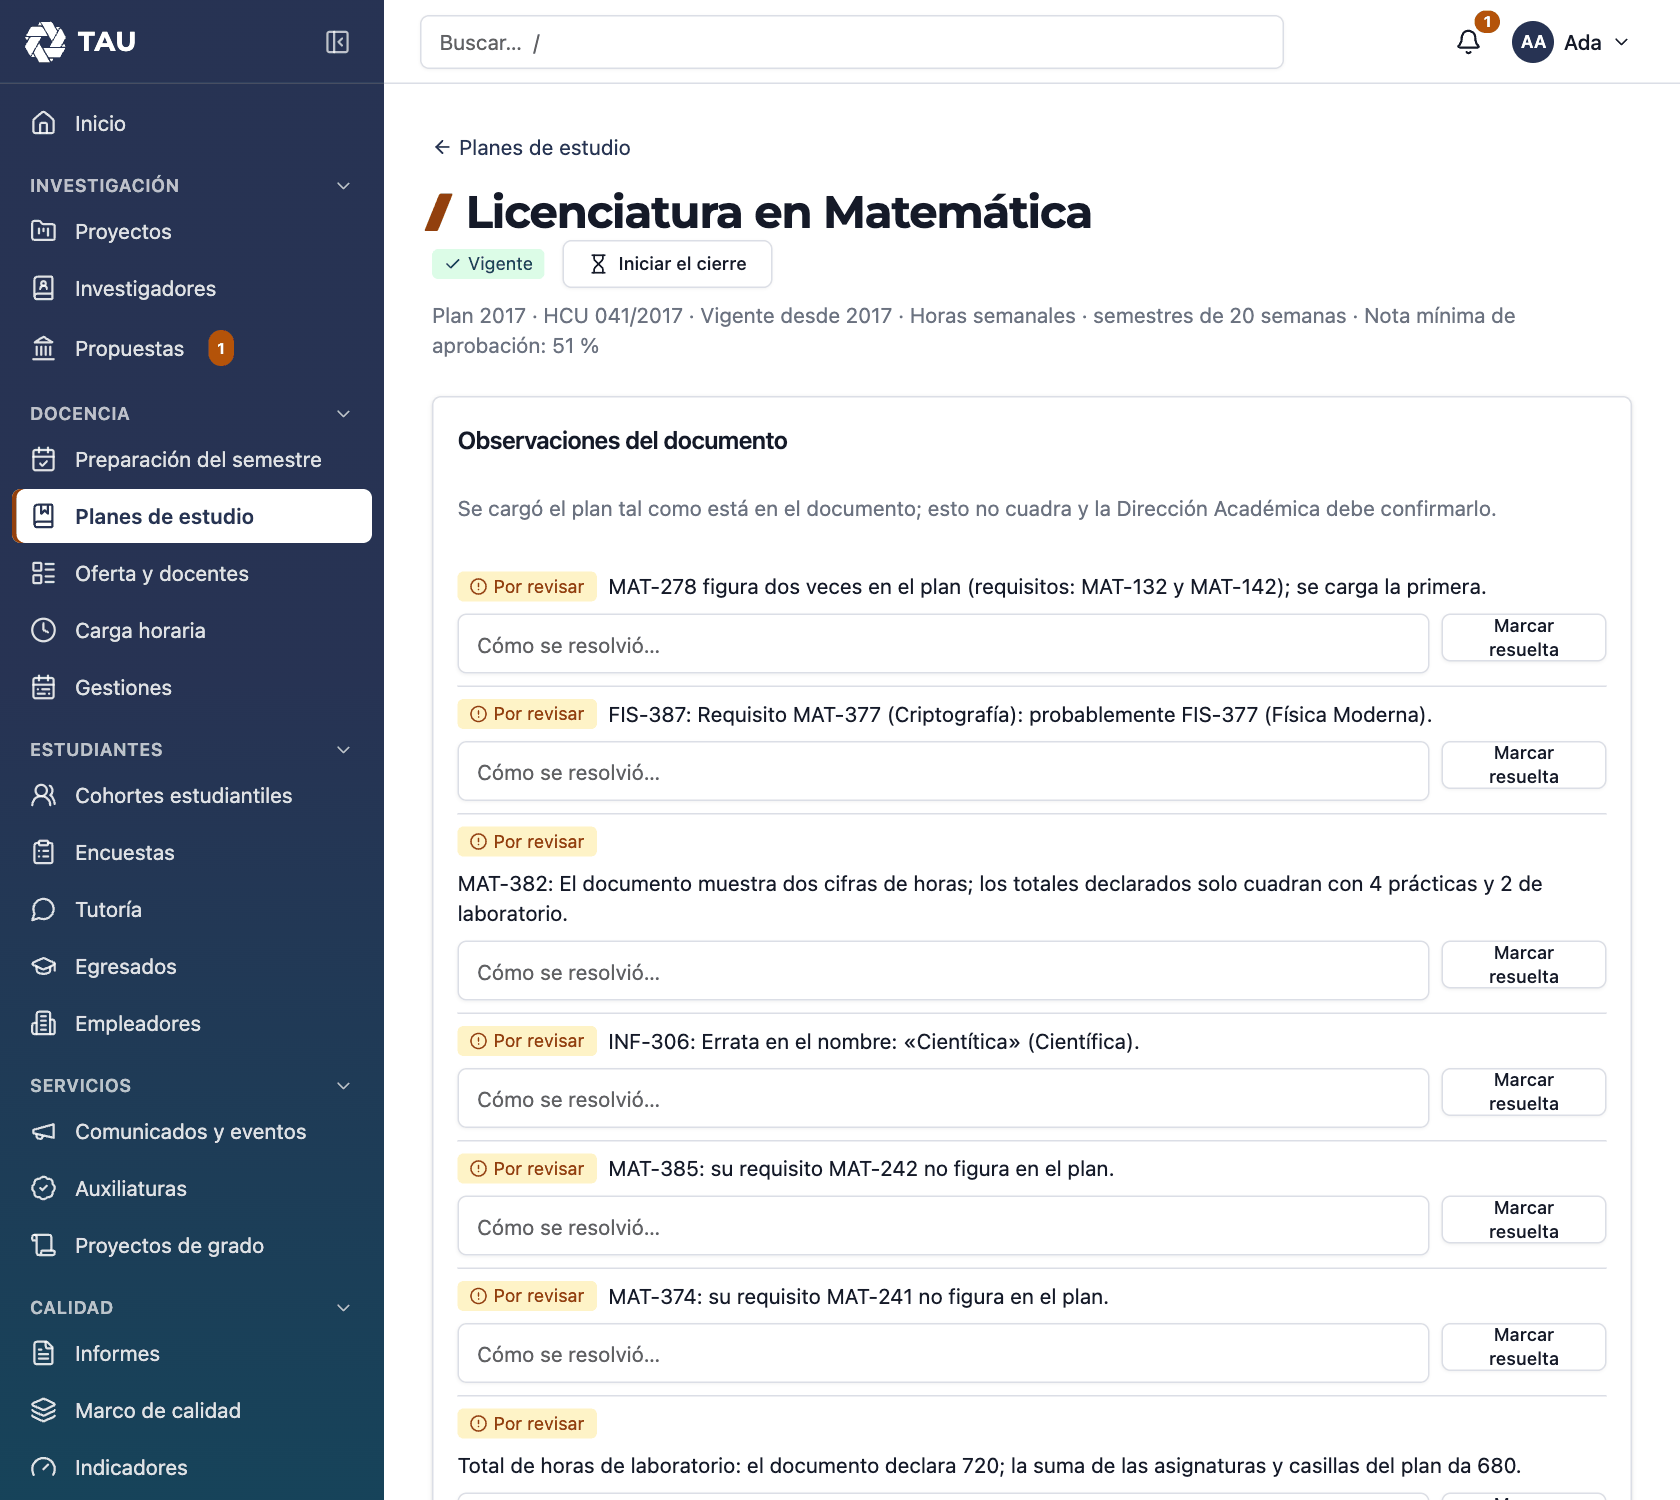 TAU
Buscar... /
1
AA
Ada
Inicio
INVESTIGACIÓN
Proyectos
Investigadores
Propuestas 1
DOCENCIA
Preparación del semestre
Planes de estudio
Oferta y docentes
Carga horaria
Gestiones
ESTUDIANTES
Cohortes estudiantiles
Encuestas
Tutoría
Egresados
Empleadores
SERVICIOS
Comunicados y eventos
Auxiliaturas
Proyectos de grado
CALIDAD
Informes
Marco de calidad
Indicadores
← Planes de estudio
Licenciatura en Matemática
Vigente
Iniciar el cierre
Plan 2017 · HCU 041/2017 · Vigente desde 2017 · Horas semanales · semestres de 20 semanas · Nota mínima de
aprobación: 51 %
Observaciones del documento
Se cargó el plan tal como está en el documento; esto no cuadra y la Dirección Académica debe confirmarlo.
Por revisar MAT-278 figura dos veces en el plan (requisitos: MAT-132 y MAT-142); se carga la primera.
Cómo se resolvió...
Marcar
resuelta
Por revisar FIS-387: Requisito MAT-377 (Criptografía): probablemente FIS-377 (Física Moderna).
Cómo se resolvió...
Marcar
resuelta
Por revisar
MAT-382: El documento muestra dos cifras de horas; los totales declarados solo cuadran con 4 prácticas y 2 de
laboratorio.
Cómo se resolvió...
Marcar
resuelta
Por revisar INF-306: Errata en el nombre: «Cientítica» (Científica).
Cómo se resolvió...
Marcar
resuelta
Por revisar MAT-385: su requisito MAT-242 no figura en el plan.
Cómo se resolvió...
Marcar
resuelta
Por revisar MAT-374: su requisito MAT-241 no figura en el plan.
Cómo se resolvió...
Marcar
resuelta
Por revisar
Total de horas de laboratorio: el documento declara 720; la suma de las asignaturas y casillas del plan da 680.